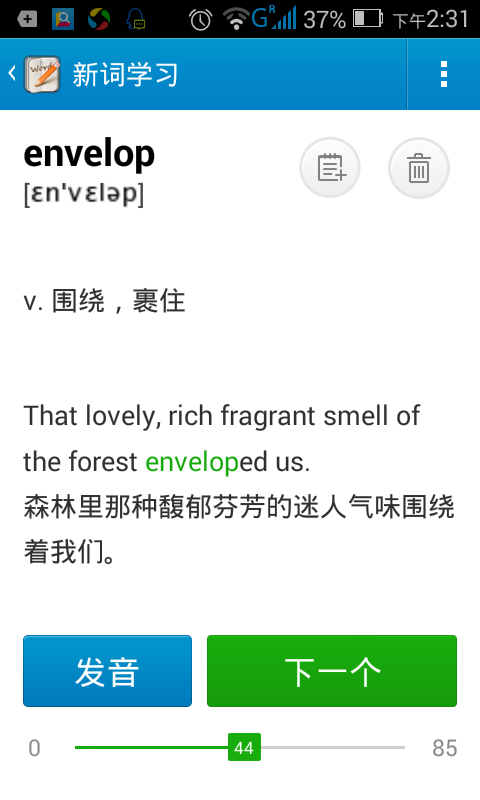 37% 下午2:31
新词学习
envelop
[ɛn'vɛləp]
v. 围绕，裹住
That lovely, rich fragrant smell of
the forest enveloped us.
森林里那种馥郁芬芳的迷人气味围绕
着我们。
发音 下一个
0 44 85